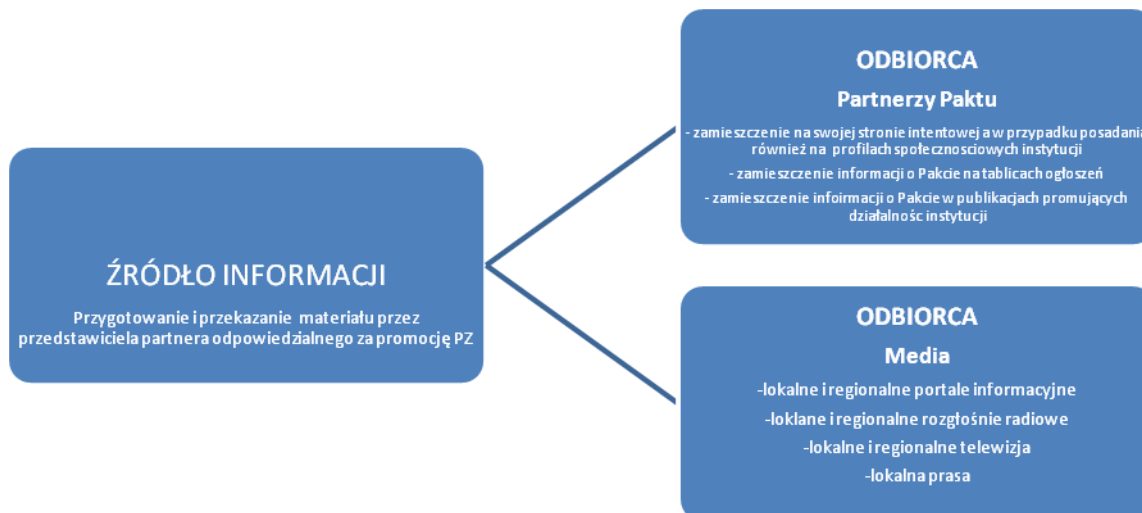 ŹRÓDŁO INFORMACJI
Przygotowanie i przekazanie materiału przez
przedstawiciela partnera odpowiedzialnego za promocję PZ
ODBIORCA
Partnerzy Paktu
- zamieszczenie na swojej stronie intentowej a w przypadku posadania
również na profilach społecznosciowych instytucji
- zamieszczenie informacji o Pakcie na tablicach ogłoszeń
- zamieszczenie infoirmacji o Pakcie w publikacjach promujących
działalnośc instytucji
ODBIORCA
Media
-lokalne i regionalne portale informacyjne
-loklane i regionalne rozgłośnie radiowe
-lokalne i regionalne telewizja
-lokalna prasa